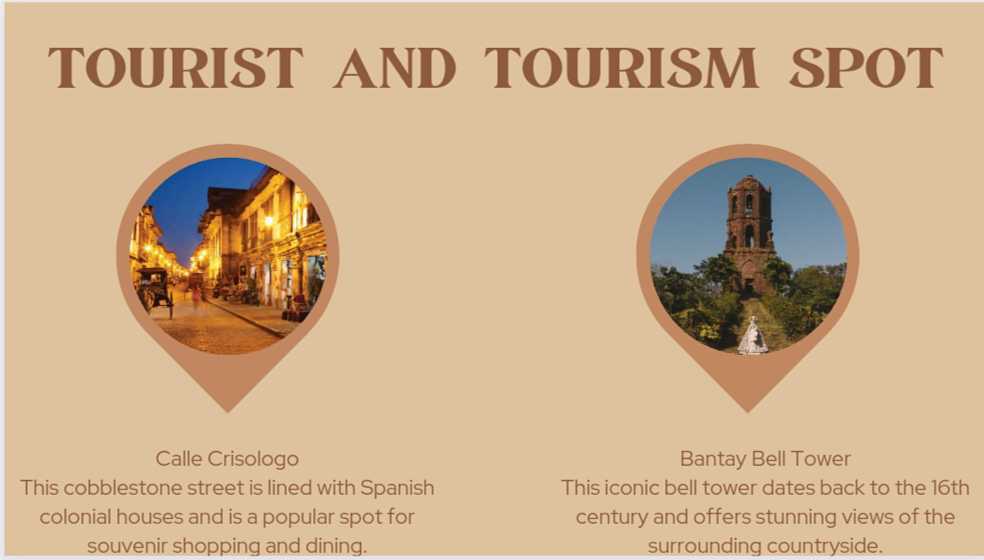 TOURIST AND TOURISM SPOT
Calle Crisologo
This cobblestone street is lined with Spanish
colonial houses and is a popular spot for
souvenir shopping and dining.
Bantay Bell Tower
This iconic bell tower dates back to the 16th
century and offers stunning views of the
surrounding countryside.